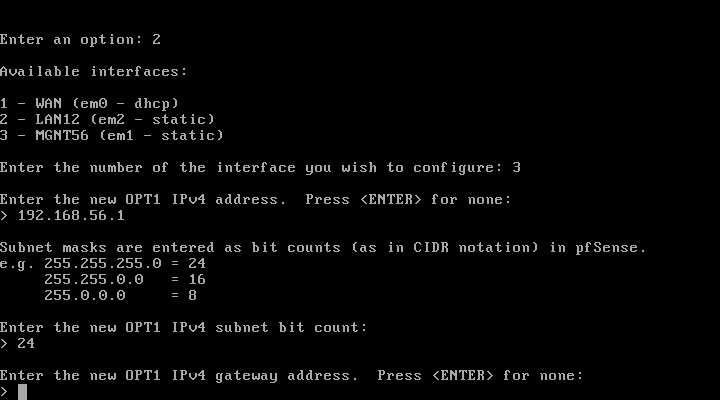 Enter an option: 2
Available interfaces:
1 - WAN (em0 - dhcp)
2 - LAN12 (em2 - static)
3 - MGNT56 (em1 - static)
Enter the number of the interface you wish to configure: 3
Enter the new OPT1 IPv4 address.  Press <ENTER> for none:
> 192.168.56.1
Subnet masks are entered as bit counts (as in CIDR notation) in pfSense.
e.g. 255.255.255.0 = 24
     255.255.0.0   = 16
     255.0.0.0     = 8
Enter the new OPT1 IPv4 subnet bit count:
> 24
Enter the new OPT1 IPv4 gateway address.  Press <ENTER> for none:
>